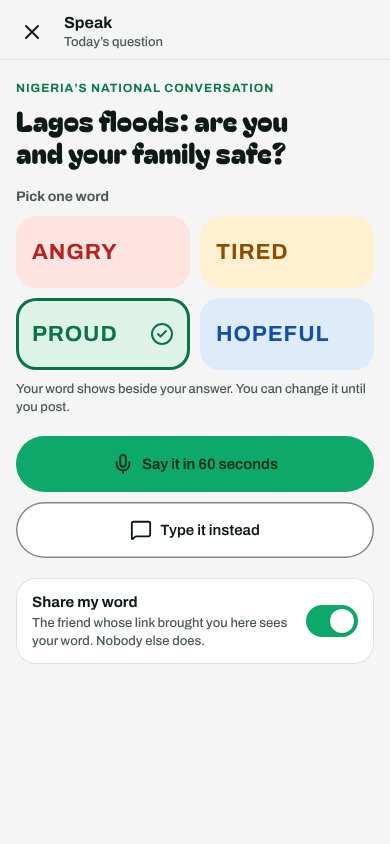 Speak
Today’s question
NIGERIA’S NATIONAL CONVERSATION
Lagos floods: are you
and your family safe?
Pick one word
ANGRY
TIRED
PROUD
HOPEFUL
Your word shows beside your answer. You can change it until
you post.
Say it in 60 seconds
Type it instead
Share my word
The friend whose link brought you here sees
your word. Nobody else does.